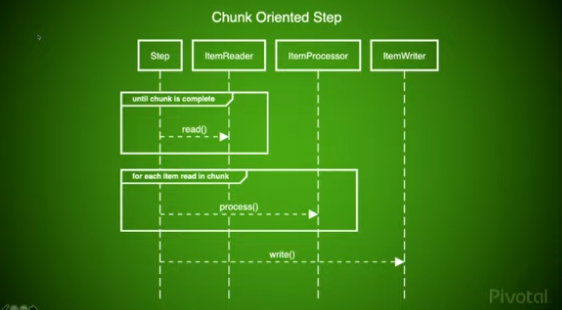 Chunk Oriented Step
Step
ItemReader
ItemProcessor
ItemWriter
until chunk is complete
read()
for each item read in chunk
process()
write()
Pivotal